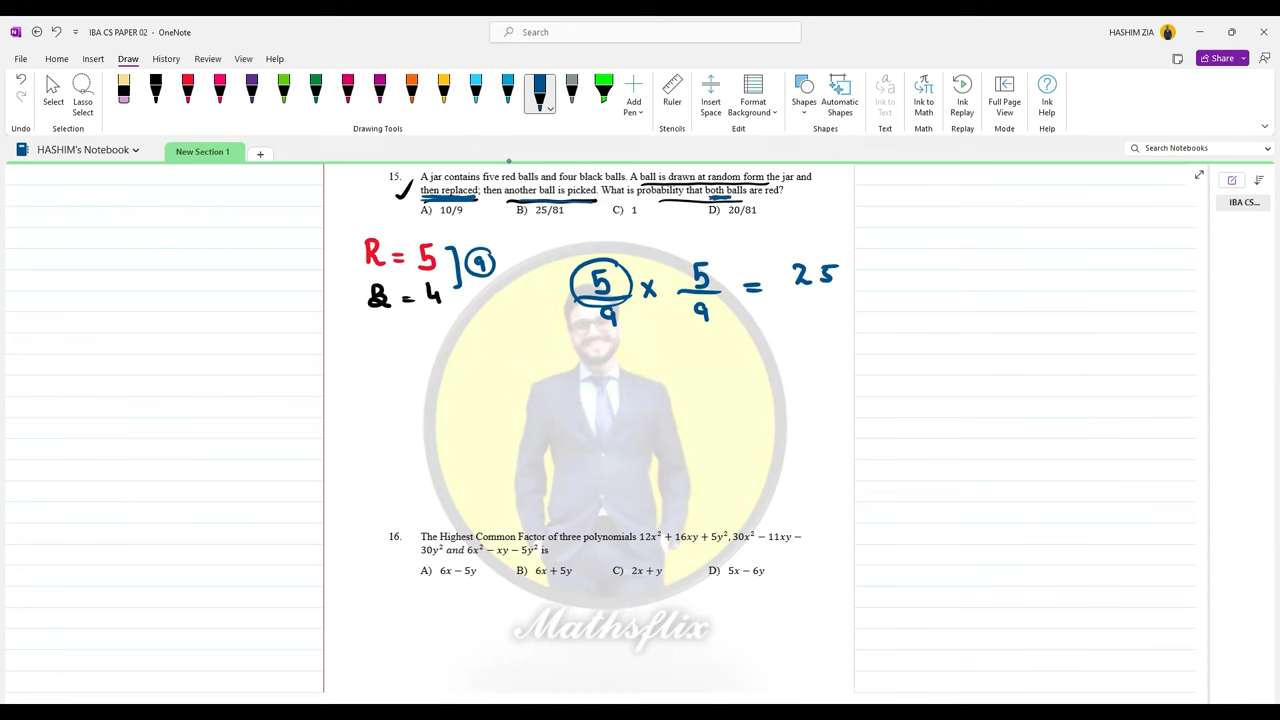 IBA CS PAPER 02 - OneNote
Search
HASHIM ZIA
File Home Insert Draw History Review View Help
Share
Select
Lasso Select
Add Pen
Ruler
Insert Space
Format Background
Shapes
Automatic Shapes
Ink to Text
Ink to Math
Ink Replay
Full Page View
Ink Help
Undo
Selection
Drawing Tools
Stencils
Edit
Shapes
Text
Math
Replay
Mode
Help
HASHIM's Notebook
New Section 1
Search Notebooks
IBA CS...
15. A jar contains five red balls and four black balls. A ball is drawn at random form the jar and
then replaced; then another ball is picked. What is probability that both balls are red?
A) 10/9 B) 25/81 C) 1 D) 20/81
R = 5
B = 4
9
5/9 x 5/9 = 25
16. The Highest Common Factor of three polynomials 12x² + 16xy + 5y², 30x² − 11xy −
30y² and 6x² − xy − 5y² is
A) 6x − 5y B) 6x + 5y C) 2x + y D) 5x − 6y
Mathsflix